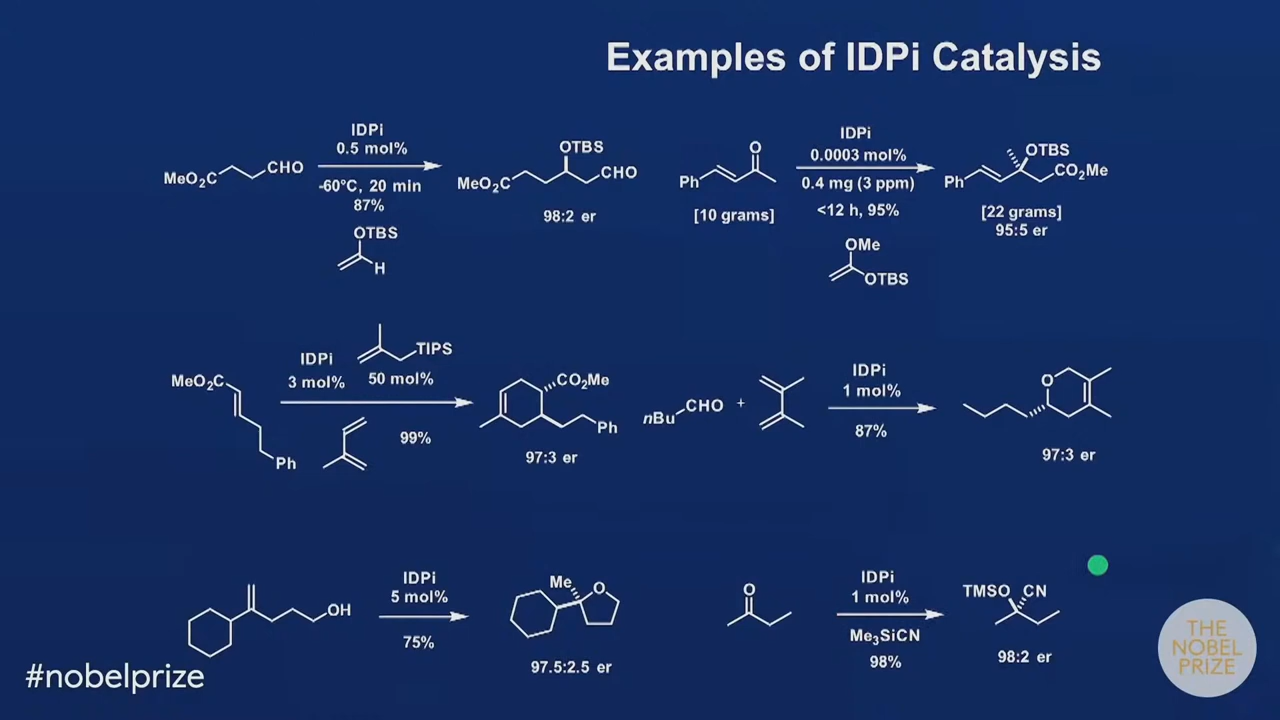 Examples of IDPi Catalysis
IDPi
0.5 mol%
MeO₂C
CHO
-60°C, 20 min
87%
OTBS
H
OTBS
MeO₂C
CHO
98:2 er
O
Ph
[10 grams]
IDPi
0.0003 mol%
0.4 mg (3 ppm)
<12 h, 95%
OMe
OTBS
OTBS
Ph
CO₂Me
[22 grams]
95:5 er
MeO₂C
Ph
IDPi
3 mol%
TIPS
50 mol%
99%
CO₂Me
Ph
97:3 er
nBu
CHO
+
IDPi
1 mol%
87%
O
97:3 er
OH
IDPi
5 mol%
75%
Me
O
97.5:2.5 er
O
IDPi
1 mol%
Me₃SiCN
98%
TMSO CN
98:2 er
#nobelprize
THE
NOBEL
PRIZE